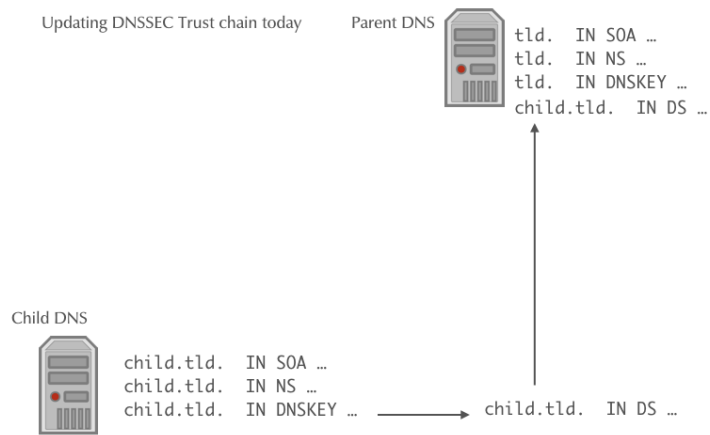 Updating DNSSEC Trust chain today
Parent DNS
tld. IN SOA …
tld. IN NS …
tld. IN DNSKEY …
child.tld. IN DS …
Child DNS
child.tld. IN SOA …
child.tld. IN NS …
child.tld. IN DNSKEY …
child.tld. IN DS …